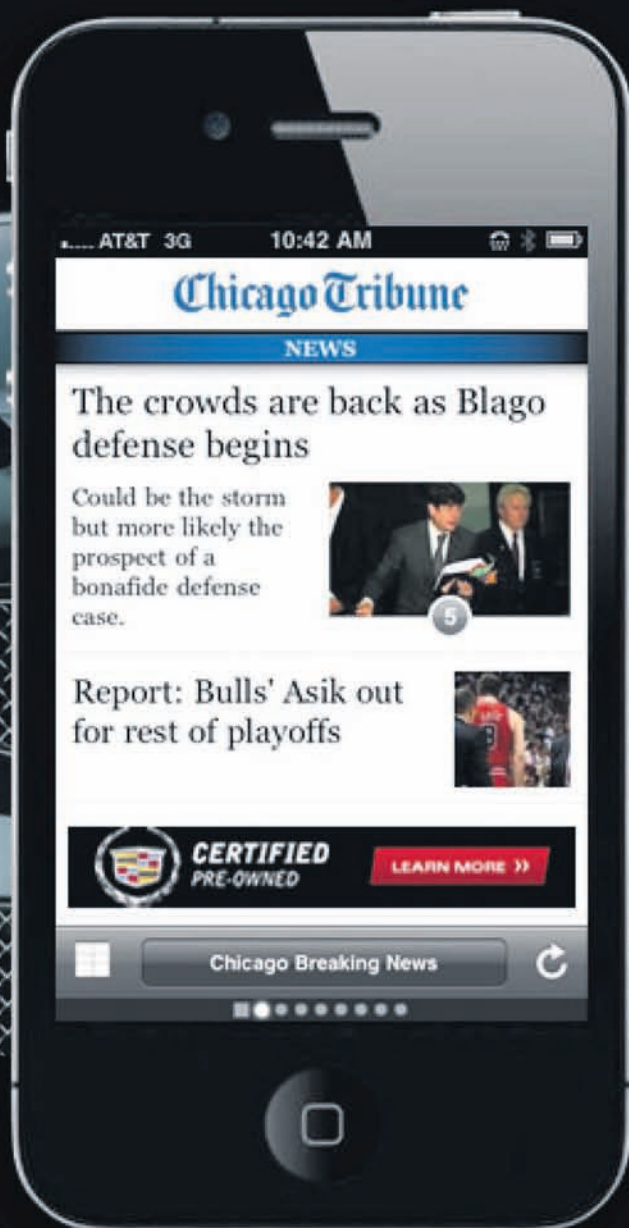 ..... AT&T 3G 10:42 AM
Chicago Tribune
NEWS
The crowds are back as Blago
defense begins
Could be the storm
but more likely the
prospect of a
bonafide defense
case.
5
Report: Bulls' Asik out
for rest of playoffs
CERTIFIED
PRE-OWNED
LEARN MORE »
Chicago Breaking News